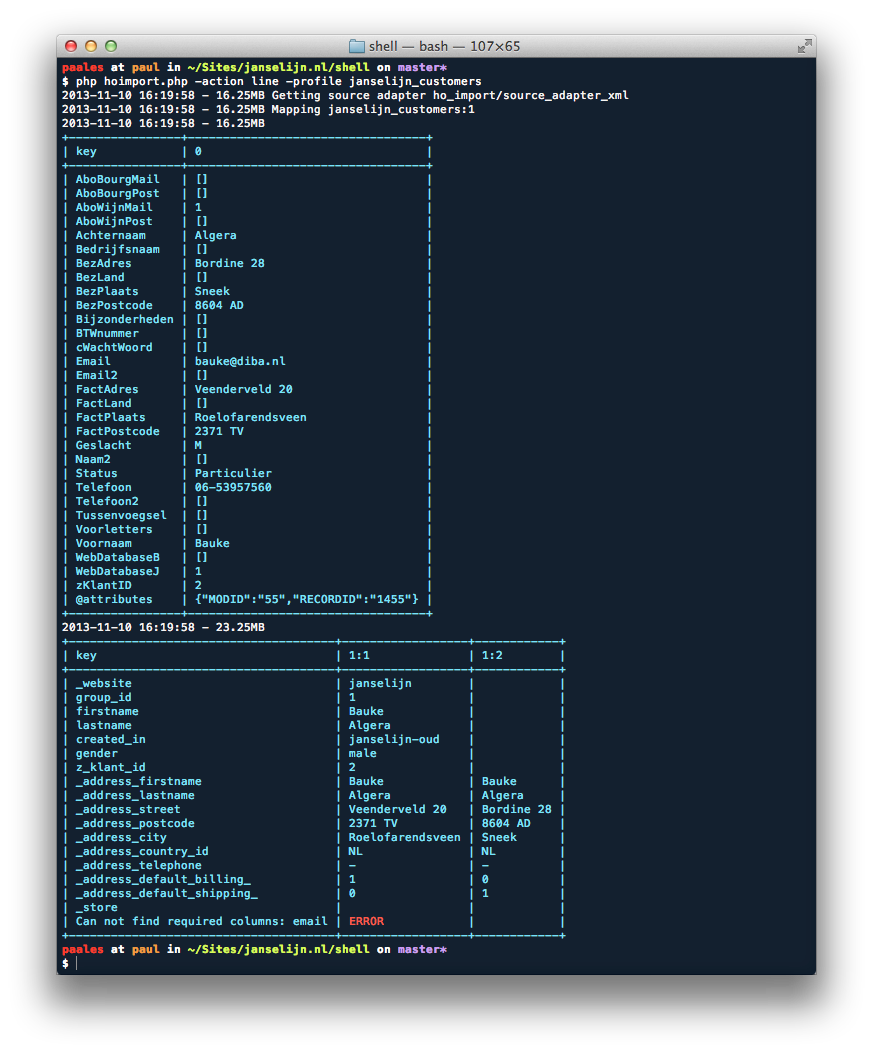 shell — bash — 107×65
paales at paul in ~/Sites/janselijn.nl/shell on master*
$ php hoimport.php -action line -profile janselijn_customers
2013-11-10 16:19:58 - 16.25MB Getting source adapter ho_import/source_adapter_xml
2013-11-10 16:19:58 - 16.25MB Mapping janselijn_customers:1
2013-11-10 16:19:58 - 16.25MB
+----------------+----------------------------------+
| key | 0 |
+----------------+----------------------------------+
| AboBourgMail | [] |
| AboBourgPost | [] |
| AboWijnMail | 1 |
| AboWijnPost | [] |
| Achternaam | Algera |
| Bedrijfsnaam | [] |
| BezAdres | Bordine 28 |
| BezLand | [] |
| BezPlaats | Sneek |
| BezPostcode | 8604 AD |
| Bijzonderheden | [] |
| BTWnummer | [] |
| cWachtWoord | [] |
| Email | bauke@diba.nl |
| Email2 | [] |
| FactAdres | Veenderveld 20 |
| FactLand | [] |
| FactPlaats | Roelofarendsveen |
| FactPostcode | 2371 TV |
| Geslacht | M |
| Naam2 | [] |
| Status | Particulier |
| Telefoon | 06-53957560 |
| Telefoon2 | [] |
| Tussenvoegsel | [] |
| Voorletters | [] |
| Voornaam | Bauke |
| WebDatabaseB | [] |
| WebDatabaseJ | 1 |
| zKlantID | 2 |
| @attributes | {"MODID":"55","RECORDID":"1455"} |
+----------------+----------------------------------+
2013-11-10 16:19:58 - 23.25MB
+--------------------------------------+------------------+------------+
| key | 1:1 | 1:2 |
+--------------------------------------+------------------+------------+
| _website | janselijn | |
| group_id | 1 | |
| firstname | Bauke | |
| lastname | Algera | |
| created_in | janselijn-oud | |
| gender | male | |
| z_klant_id | 2 | |
| _address_firstname | Bauke | Bauke |
| _address_lastname | Algera | Algera |
| _address_street | Veenderveld 20 | Bordine 28 |
| _address_postcode | 2371 TV | 8604 AD |
| _address_city | Roelofarendsveen | Sneek |
| _address_country_id | NL | NL |
| _address_telephone | - | - |
| _address_default_billing_ | 1 | 0 |
| _address_default_shipping_ | 0 | 1 |
| _store | | |
| Can not find required columns: email | ERROR | |
+--------------------------------------+------------------+------------+
paales at paul in ~/Sites/janselijn.nl/shell on master*
$